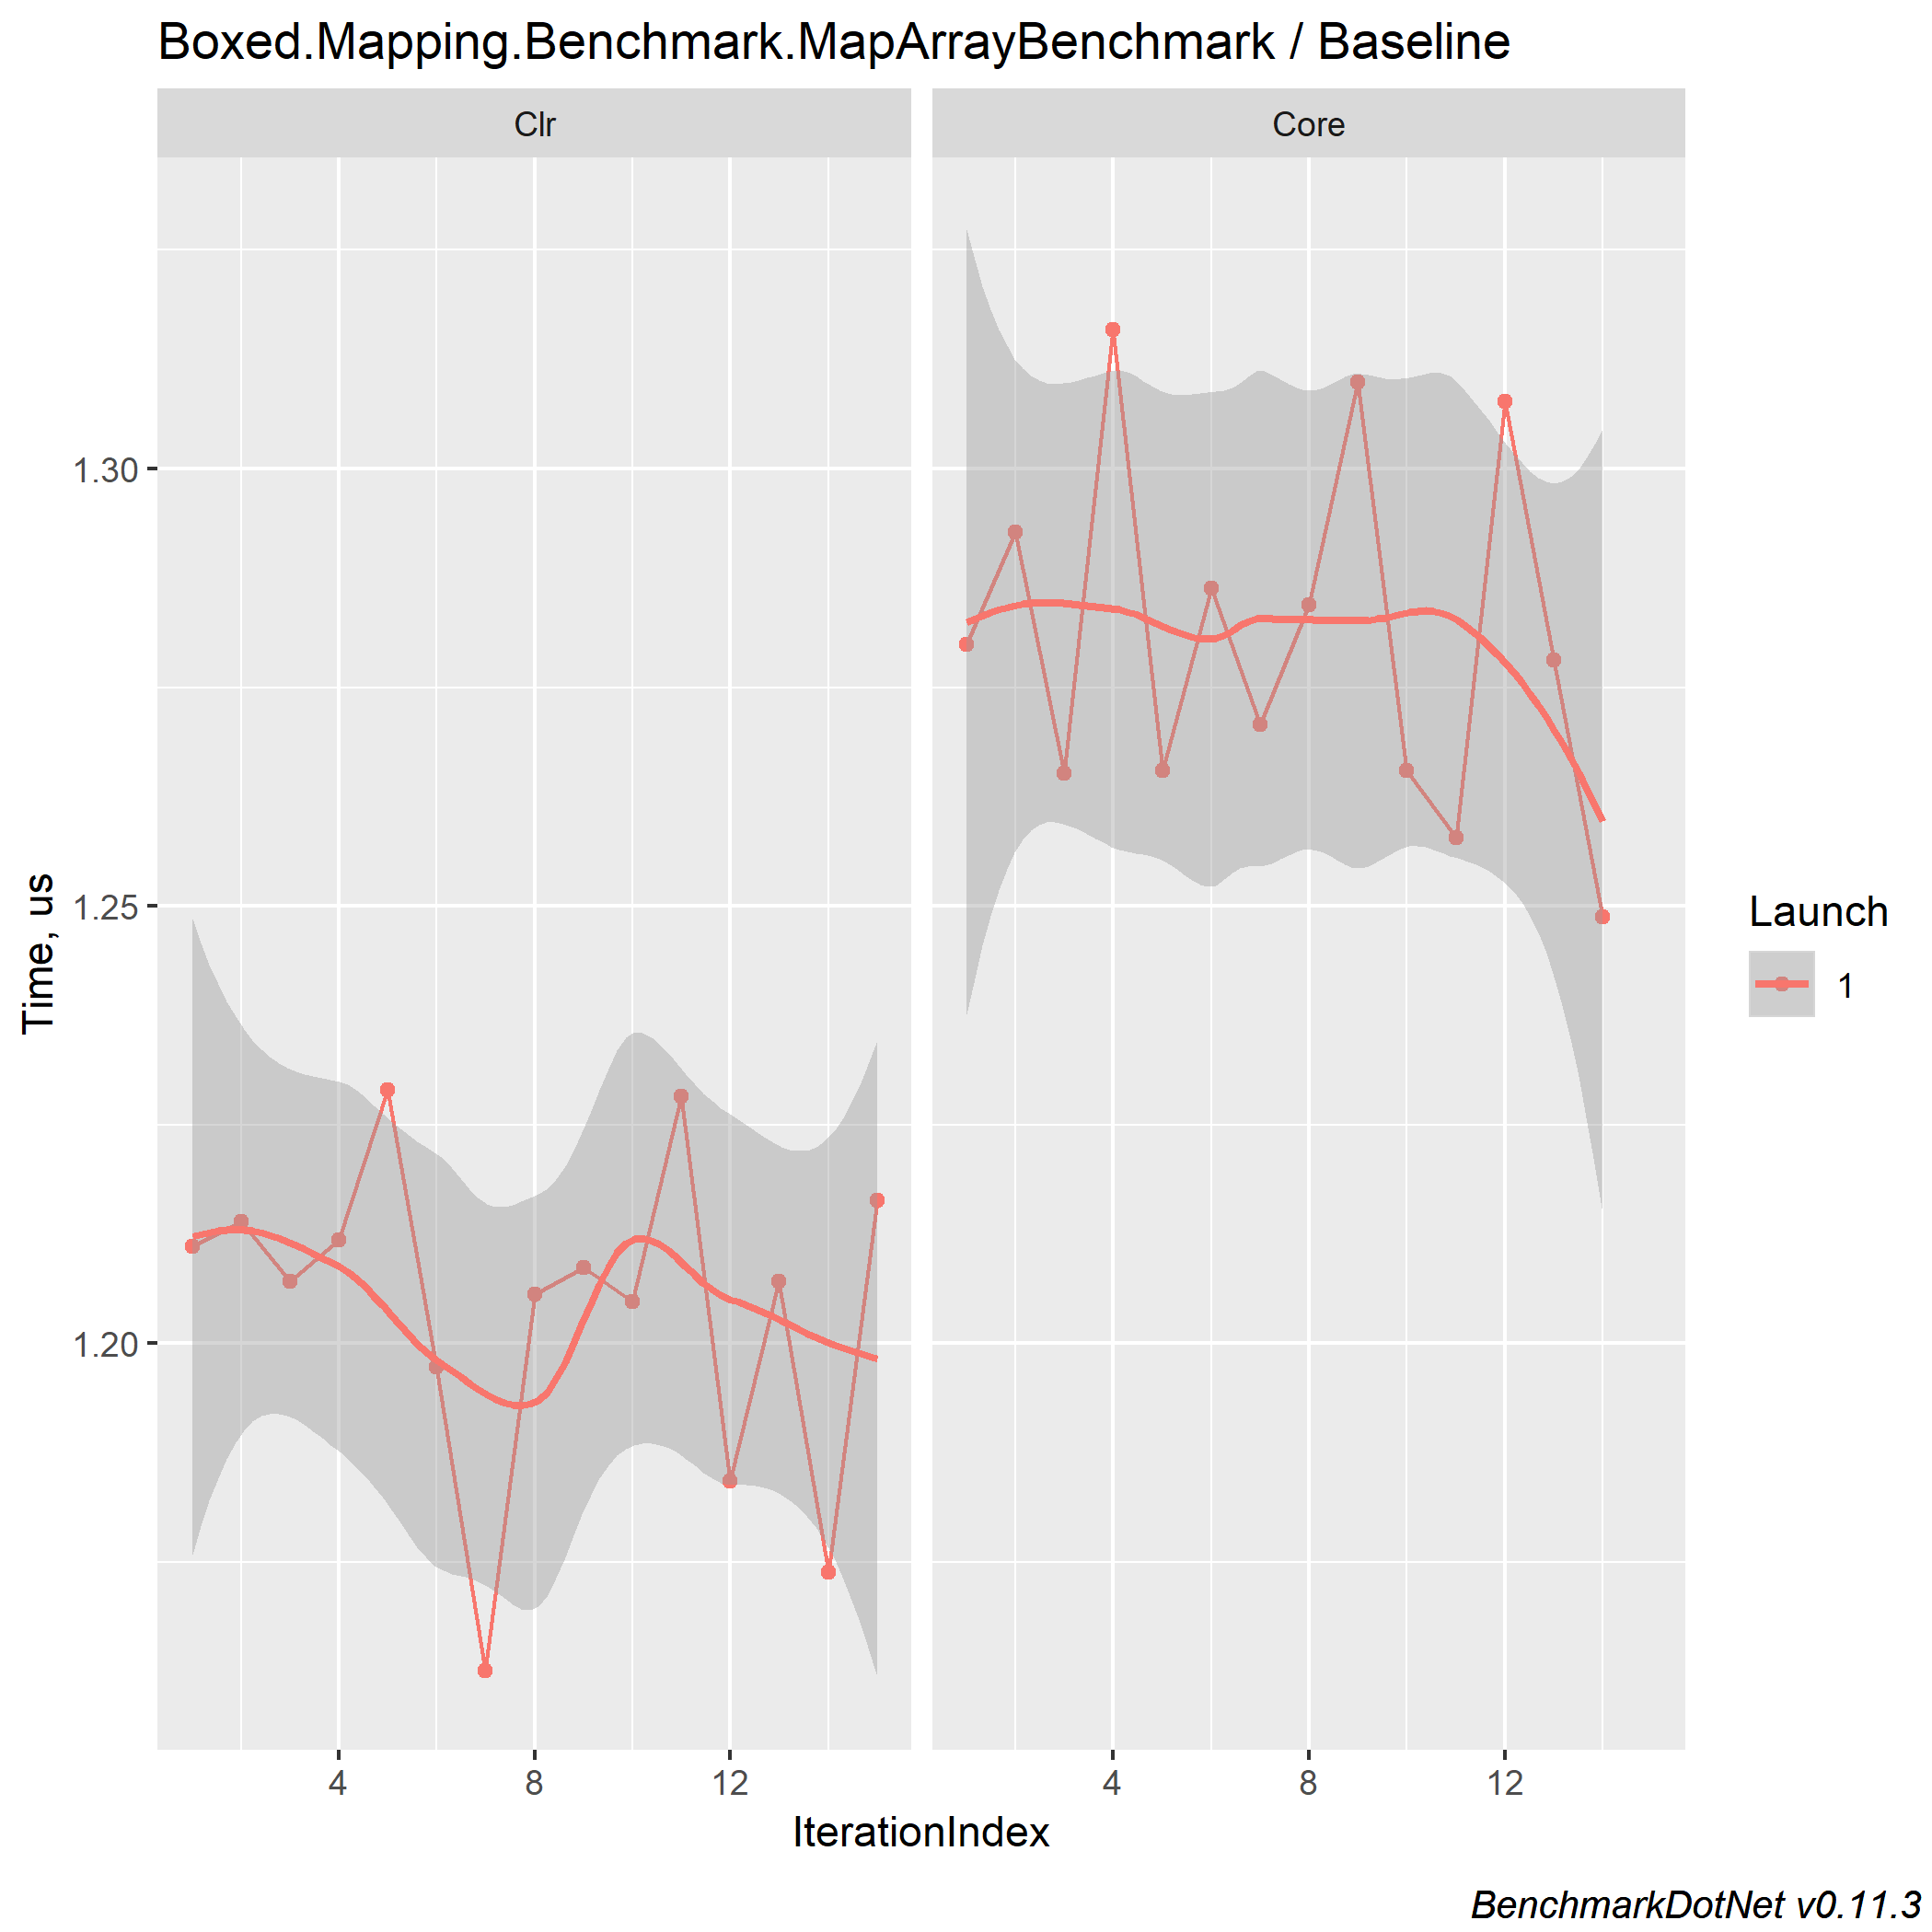 Boxed.Mapping.Benchmark.MapArrayBenchmark / Baseline
Clr
Core
1.30
1.25
1.20
Time, us
Launch
1
4
8
12
4
8
12
IterationIndex
BenchmarkDotNet v0.11.3